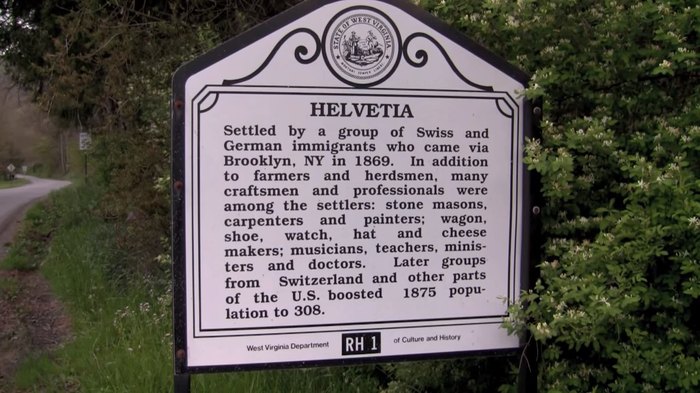 STATE OF WEST VIRGINIA
MONTANI SEMPER LIBERI
HELVETIA
Settled by a group of Swiss and
German immigrants who came via
Brooklyn, NY in 1869. In addition
to farmers and herdsmen, many
craftsmen and professionals were
among the settlers: stone masons,
carpenters and painters; wagon,
shoe, watch, hat and cheese
makers; musicians, teachers, minis-
ters and doctors. Later groups
from Switzerland and other parts
of the U.S. boosted 1875 popu-
lation to 308.
West Virginia Department RH 1 of Culture and History